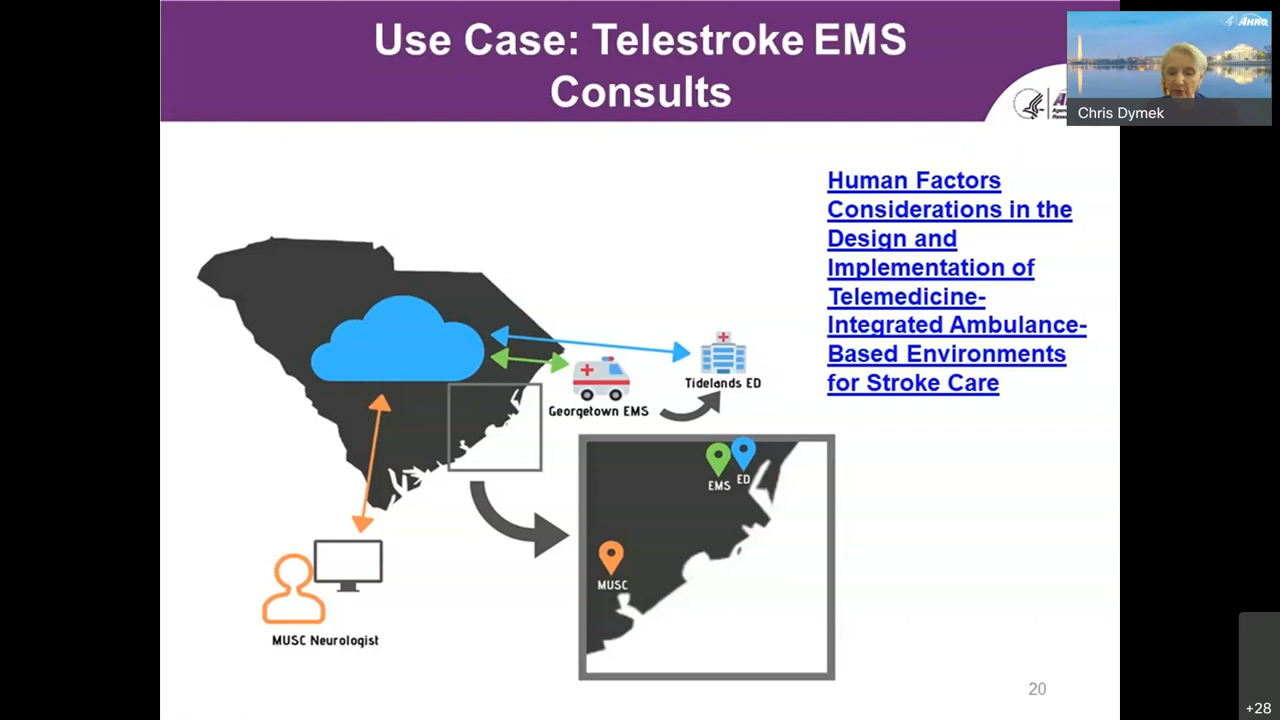 Use Case: Telestroke EMS
Consults
AHRQ
Chris Dymek
Human Factors
Considerations in the
Design and
Implementation of
Telemedicine-
Integrated Ambulance-
Based Environments
for Stroke Care
Tidelands ED
Georgetown EMS
EMS
ED
MUSC
MUSC Neurologist
20
+28